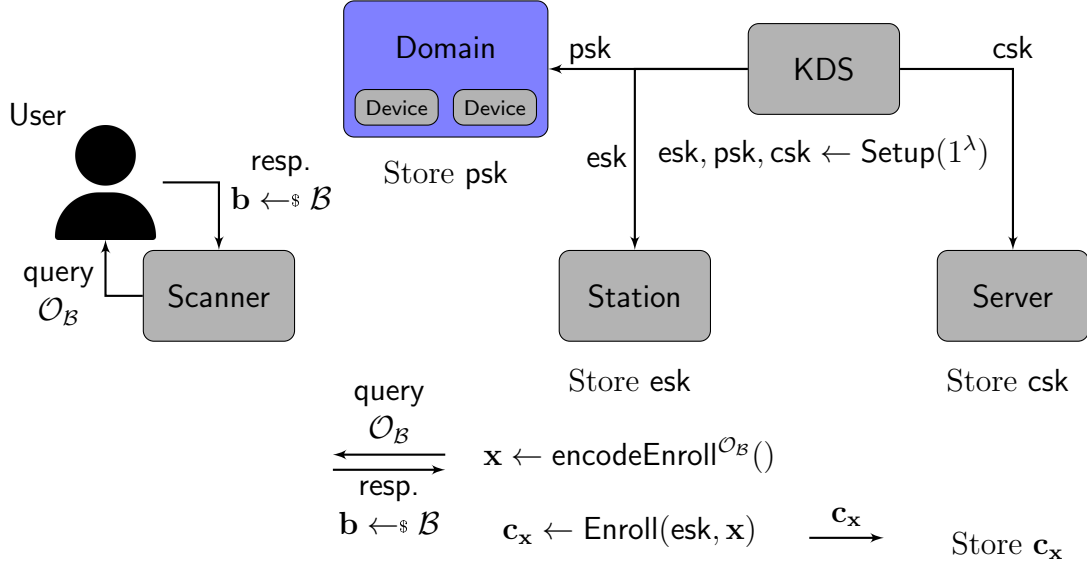 Domain
Device Device
Store psk
psk
KDS
csk
esk
esk, psk, csk ← Setup(1^λ)
User
resp.
b ←$ ℬ
query
𝒪_ℬ
Scanner
Station
Server
Store esk
Store csk
query
𝒪_ℬ
x ← encodeEnroll^{𝒪_ℬ}()
resp.
b ←$ ℬ
c_x ← Enroll(esk, x)
c_x
Store c_x